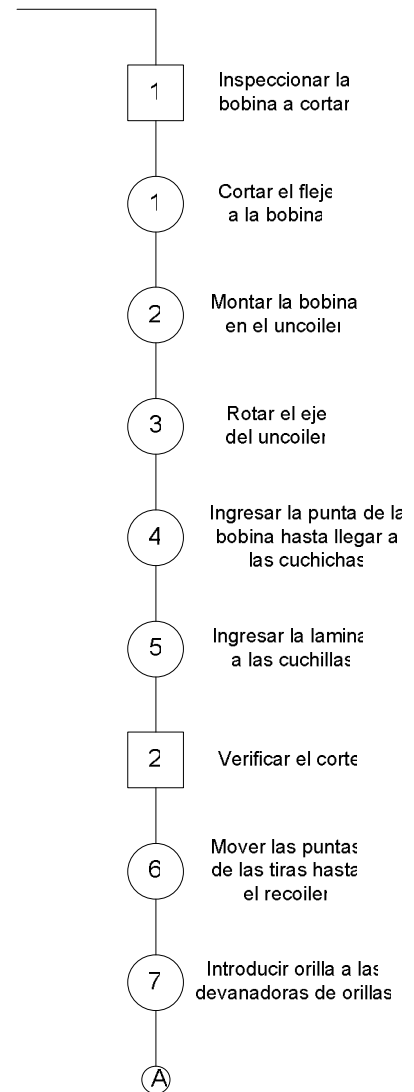 1
Inspeccionar la
bobina a cortar
1
Cortar el fleje
a la bobina
2
Montar la bobina
en el uncoiler
3
Rotar el eje
del uncoiler
4
Ingresar la punta de la
bobina hasta llegar a
las cuchichas
5
Ingresar la lamina
a las cuchillas
2
Verificar el corte
6
Mover las puntas
de las tiras hasta
el recoiler
7
Introducir orilla a las
devanadoras de orillas
A